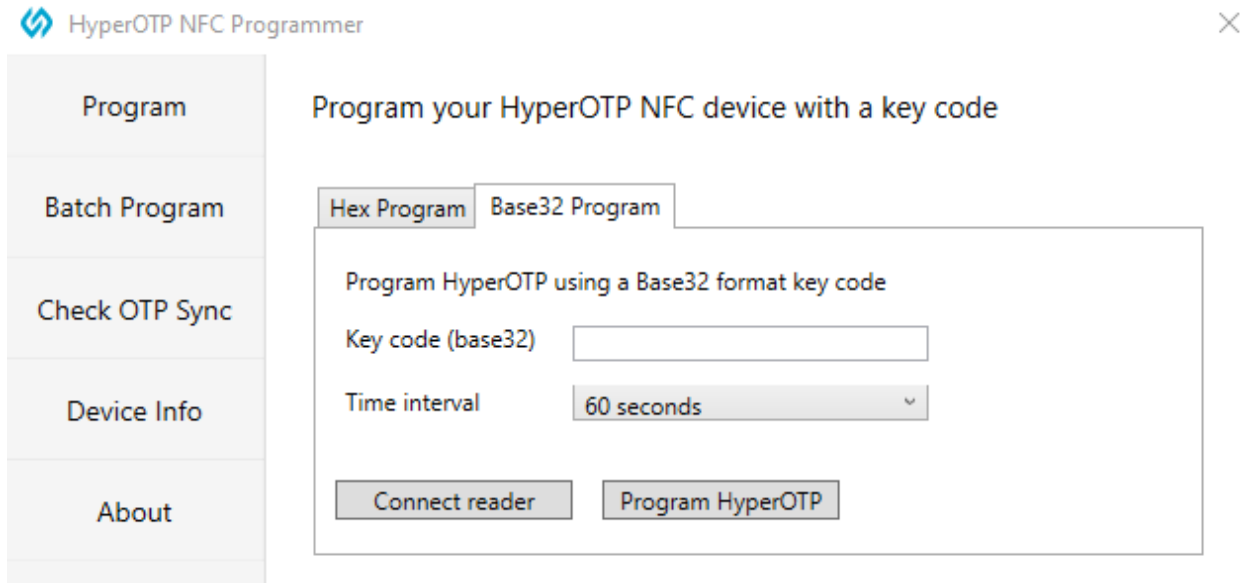 HyperOTP NFC Programmer
Program
Batch Program
Check OTP Sync
Device Info
About
Program your HyperOTP NFC device with a key code
Hex Program
Base32 Program
Program HyperOTP using a Base32 format key code
Key code (base32)
Time interval
60 seconds
Connect reader
Program HyperOTP